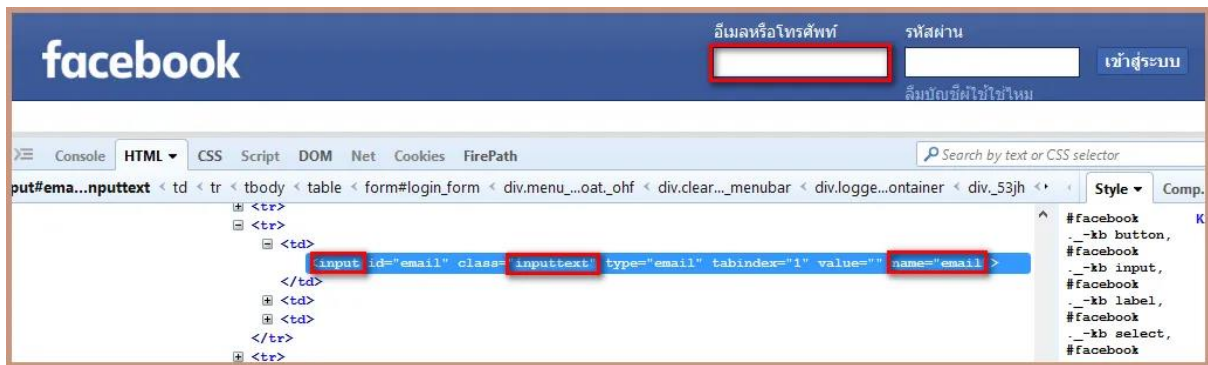 อีเมลหรือโทรศัพท์ รหัสผ่าน
facebook เข้าสู่ระบบ
ลืมบัญชีผู้ใช้ใช่ไหม
Console HTML CSS Script DOM Net Cookies FirePath Search by text or CSS selector
put#ema...nputtext < td < tr < tbody < table < form#login_form < div.menu_...oat._ohf < div.clear..._menubar < div.logge...ontainer < div._53jh Style Comp.
<tr>
<tr>
<td>
<input id="email" class="inputtext" type="email" tabindex="1" value="" name="email">
</td>
<td>
<td>
</tr>
<tr>
#facebook K
._-kb button,
#facebook
._-kb input,
#facebook
._-kb label,
#facebook
._-kb select,
#facebook